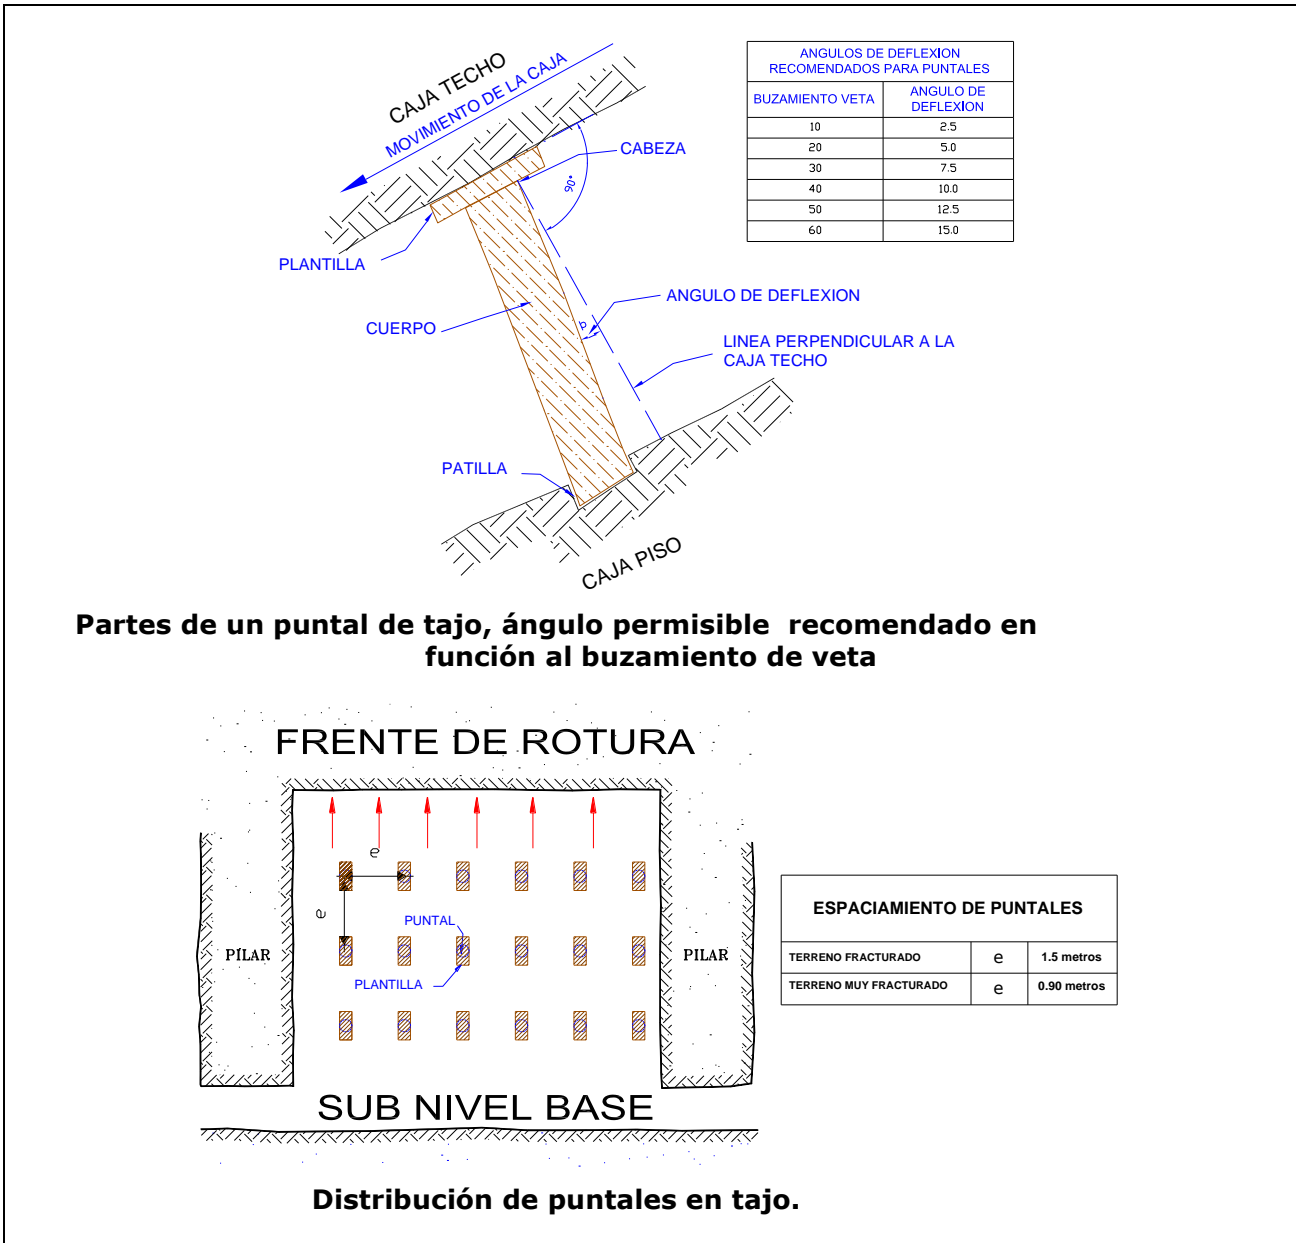 CAJA TECHO
MOVIMIENTO DE LA CAJA
CABEZA
90°
PLANTILLA
ANGULO DE DEFLEXION
CUERPO
LINEA PERPENDICULAR A LA
CAJA TECHO
PATILLA
CAJA PISO
ANGULOS DE DEFLEXION
RECOMENDADOS PARA PUNTALES
BUZAMIENTO VETA ANGULO DE
DEFLEXION
10 2.5
20 5.0
30 7.5
40 10.0
50 12.5
60 15.0
Partes de un puntal de tajo, ángulo permisible recomendado en
función al buzamiento de veta
FRENTE DE ROTURA
e
e
PUNTAL
PILAR
PILAR
PLANTILLA
SUB NIVEL BASE
ESPACIAMIENTO DE PUNTALES
TERRENO FRACTURADO e 1.5 metros
TERRENO MUY FRACTURADO e 0.90 metros
Distribución de puntales en tajo.